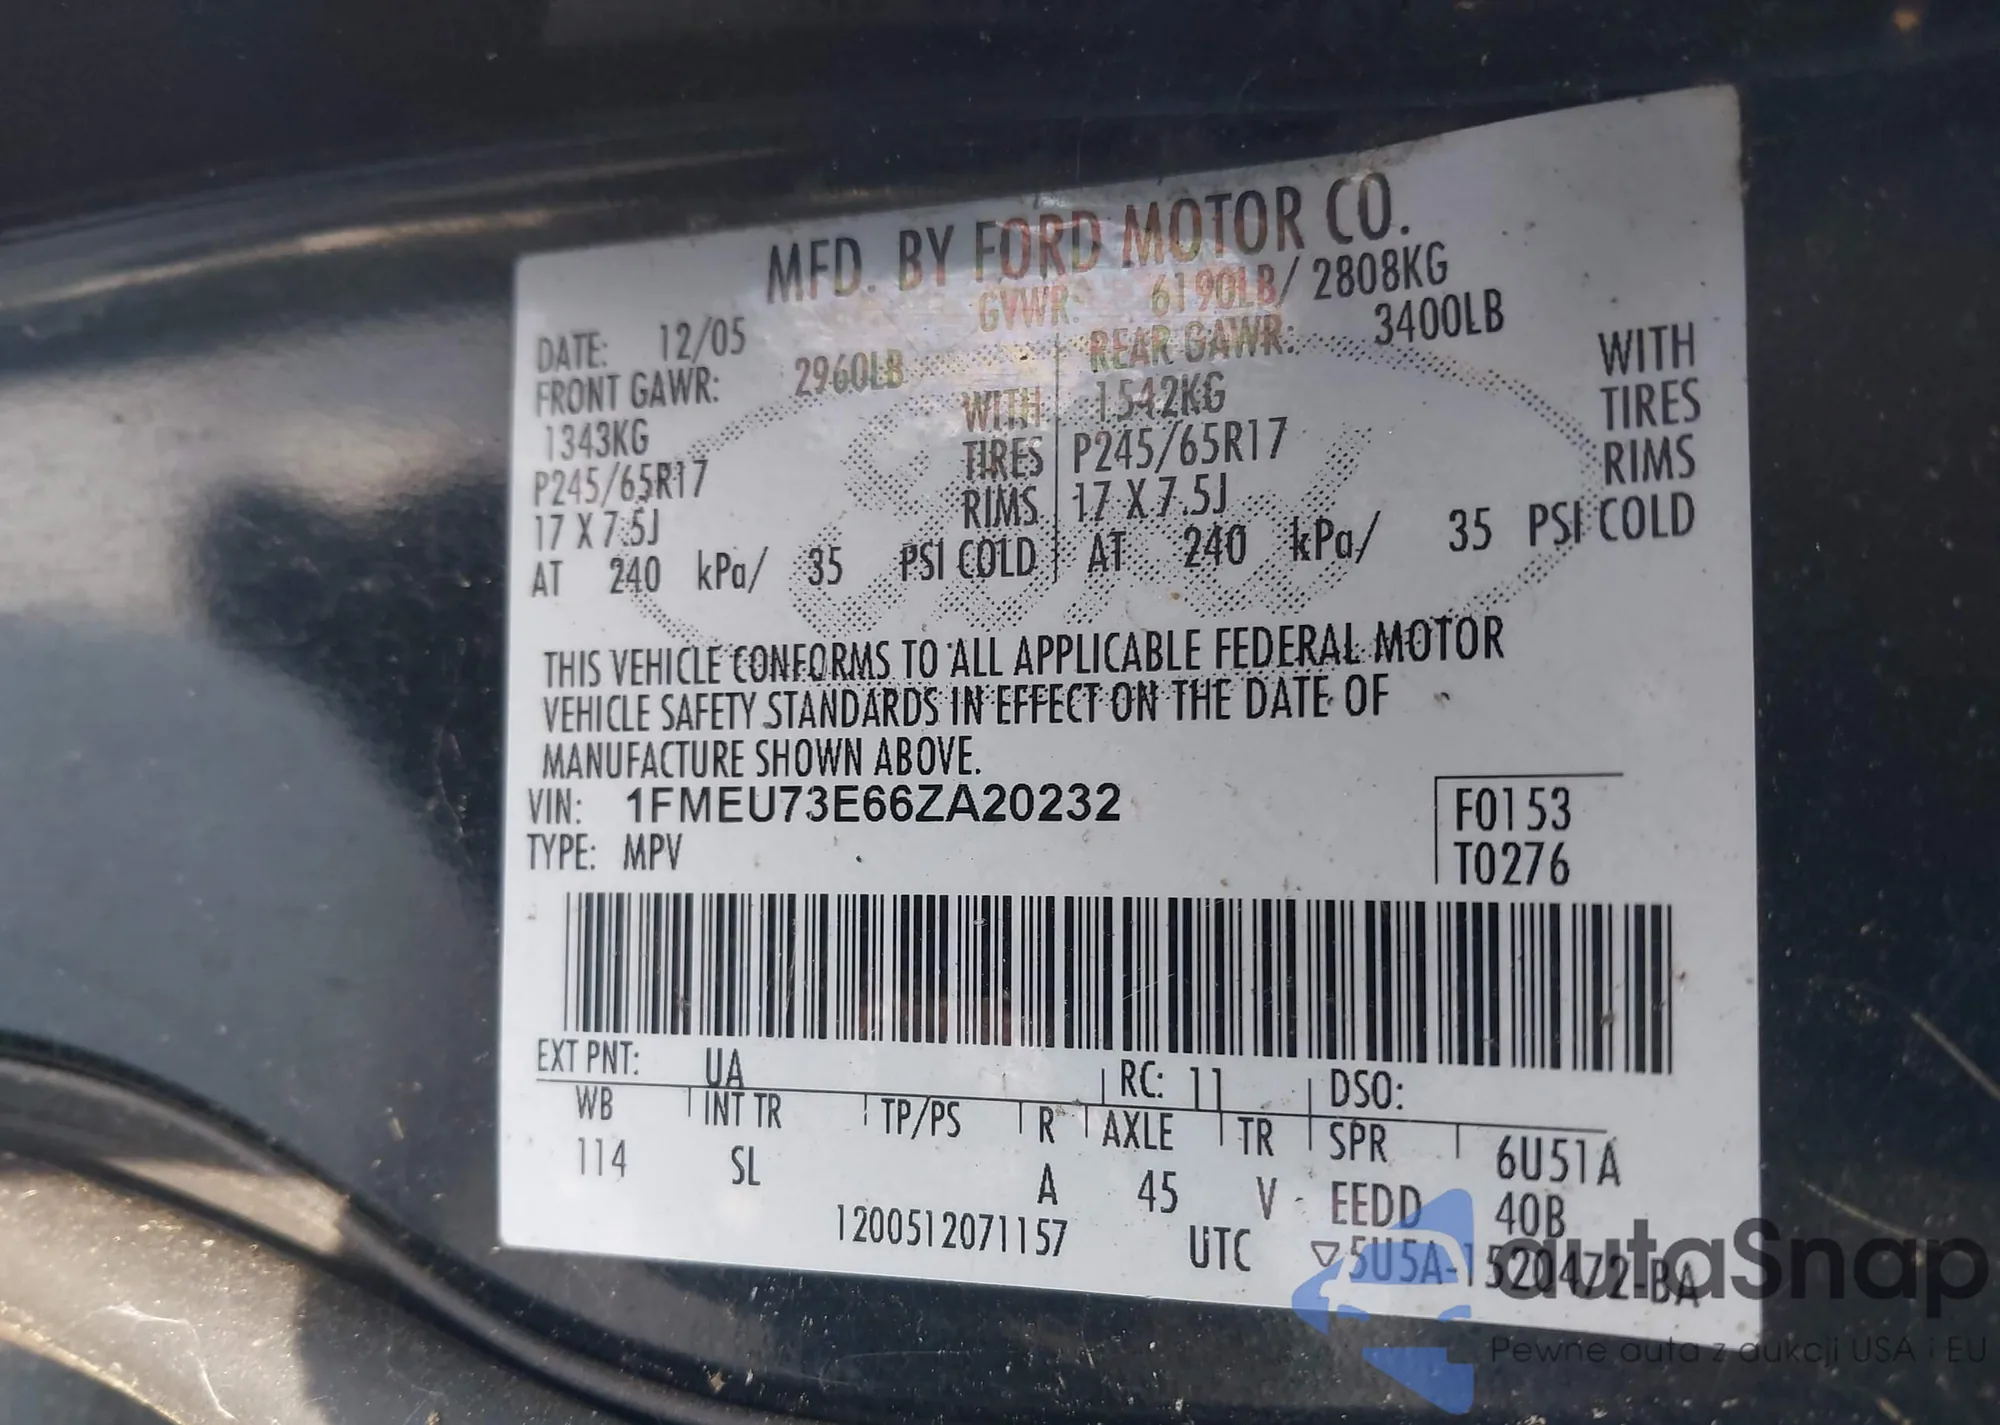 MFD. BY FORD MOTOR CO.
DATE: 12/05 GVWR: 6190LB/ 2808KG
FRONT GAWR: 2960LB REAR GAWR: 3400LB
1343KG WITH 1542KG WITH
P245/65R17 TIRES P245/65R17 TIRES
17 X 7.5J RIMS 17 X 7.5J RIMS
AT 240 kPa/ 35 PSI COLD AT 240 kPa/ 35 PSI COLD
THIS VEHICLE CONFORMS TO ALL APPLICABLE FEDERAL MOTOR
VEHICLE SAFETY STANDARDS IN EFFECT ON THE DATE OF
MANUFACTURE SHOWN ABOVE.
VIN: 1FMEU73E66ZA20232 F0153
TYPE: MPV T0276
EXT PNT: UA RC: 11 DSO:
WB INT TR TP/PS R AXLE TR SPR 6U51A
114 SL A 45 V EEDD 40B
1200512071157 UTC ▽5U5A-1520472-BA
autaSnap
Pewne auta z aukcji USA i EU